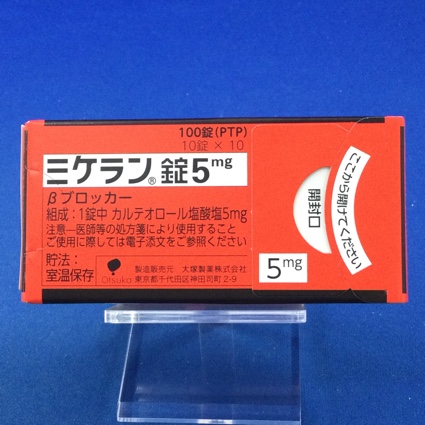 100錠(PTP)
10錠×10
ミケラン®錠5mg
βブロッカー
組成:1錠中 カルテオロール塩酸塩5mg
注意−医師等の処方箋により使用すること
ご使用に際しては電子添文をご参照ください
貯法:
室温保存
Otsuka
製造販売元 大塚製薬株式会社
東京都千代田区神田司町2-9
ここから開けてください
開封口
5mg